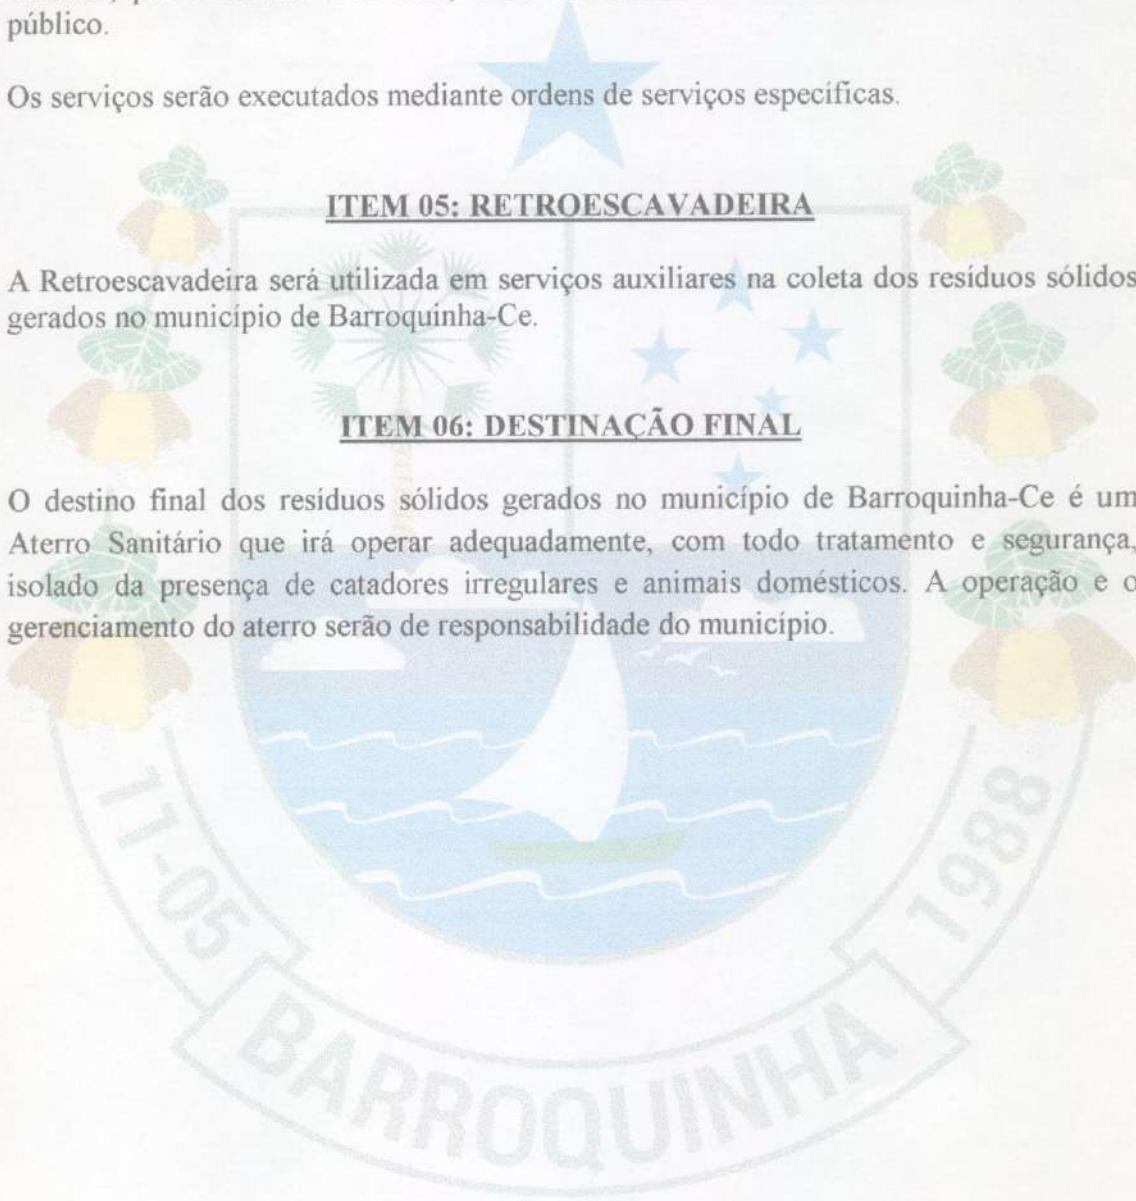 público.
Os serviços serão executados mediante ordens de serviços específicas.
ITEM 05: RETROESCAVADEIRA
A Retroescavadeira será utilizada em serviços auxiliares na coleta dos resíduos sólidos
gerados no município de Barroquinha-Ce.
ITEM 06: DESTINAÇÃO FINAL
O destino final dos resíduos sólidos gerados no município de Barroquinha-Ce é um
Aterro Sanitário que irá operar adequadamente, com todo tratamento e segurança,
isolado da presença de catadores irregulares e animais domésticos. A operação e o
gerenciamento do aterro serão de responsabilidade do município.
11-05
BARROQUINHA
1988